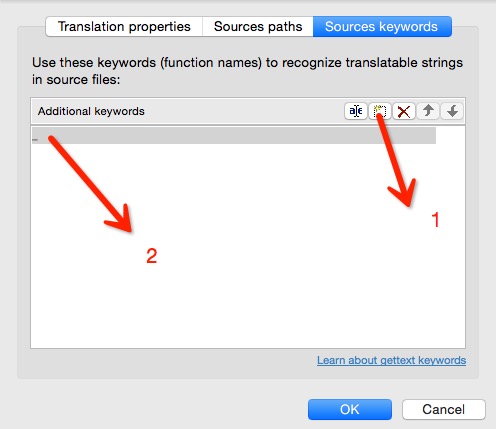 Translation properties Sources paths Sources keywords
Use these keywords (function names) to recognize translatable strings
in source files:
Additional keywords
_
1
2
Learn about gettext keywords
OK Cancel